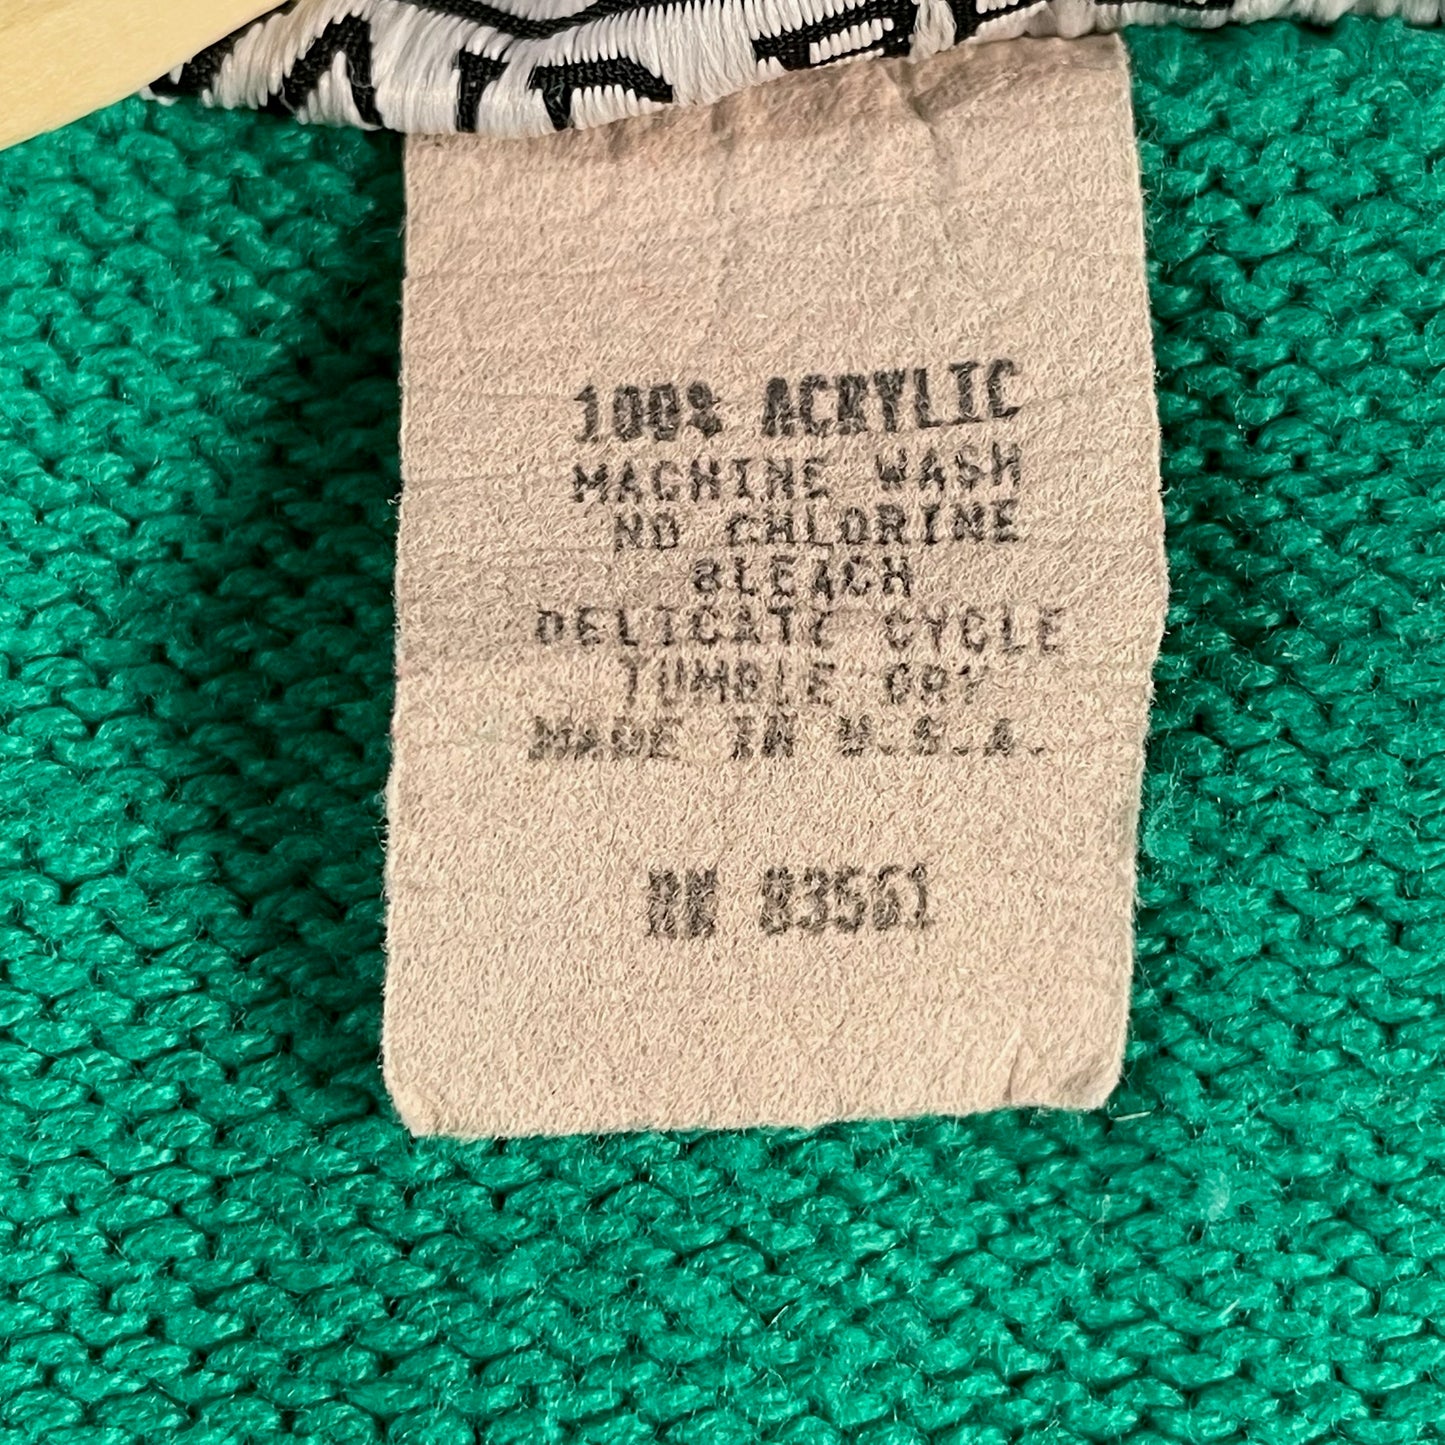 100% ACRYLIC
MACHINE WASH
NO CHLORINE
BLEACH
DELICATE CYCLE
TUMBLE DRY
MADE IN U.S.A.
RN 83561